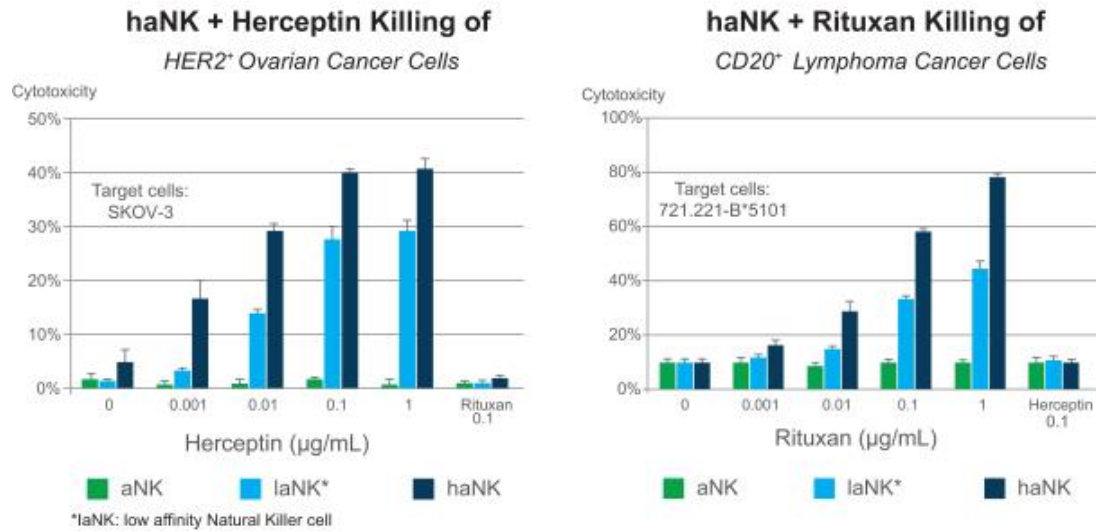 haNK + Herceptin Killing of
HER2⁺ Ovarian Cancer Cells
Cytotoxicity
50%
40%
30%
20%
10%
0%
Target cells:
SKOV-3
0
0.001
0.01
0.1
1
Rituxan
0.1
Herceptin (µg/mL)
aNK
laNK*
haNK
*laNK: low affinity Natural Killer cell
haNK + Rituxan Killing of
CD20⁺ Lymphoma Cancer Cells
Cytotoxicity
100%
80%
60%
40%
20%
0%
Target cells:
721.221-B*5101
0
0.001
0.01
0.1
1
Herceptin
0.1
Rituxan (µg/mL)
aNK
laNK*
haNK